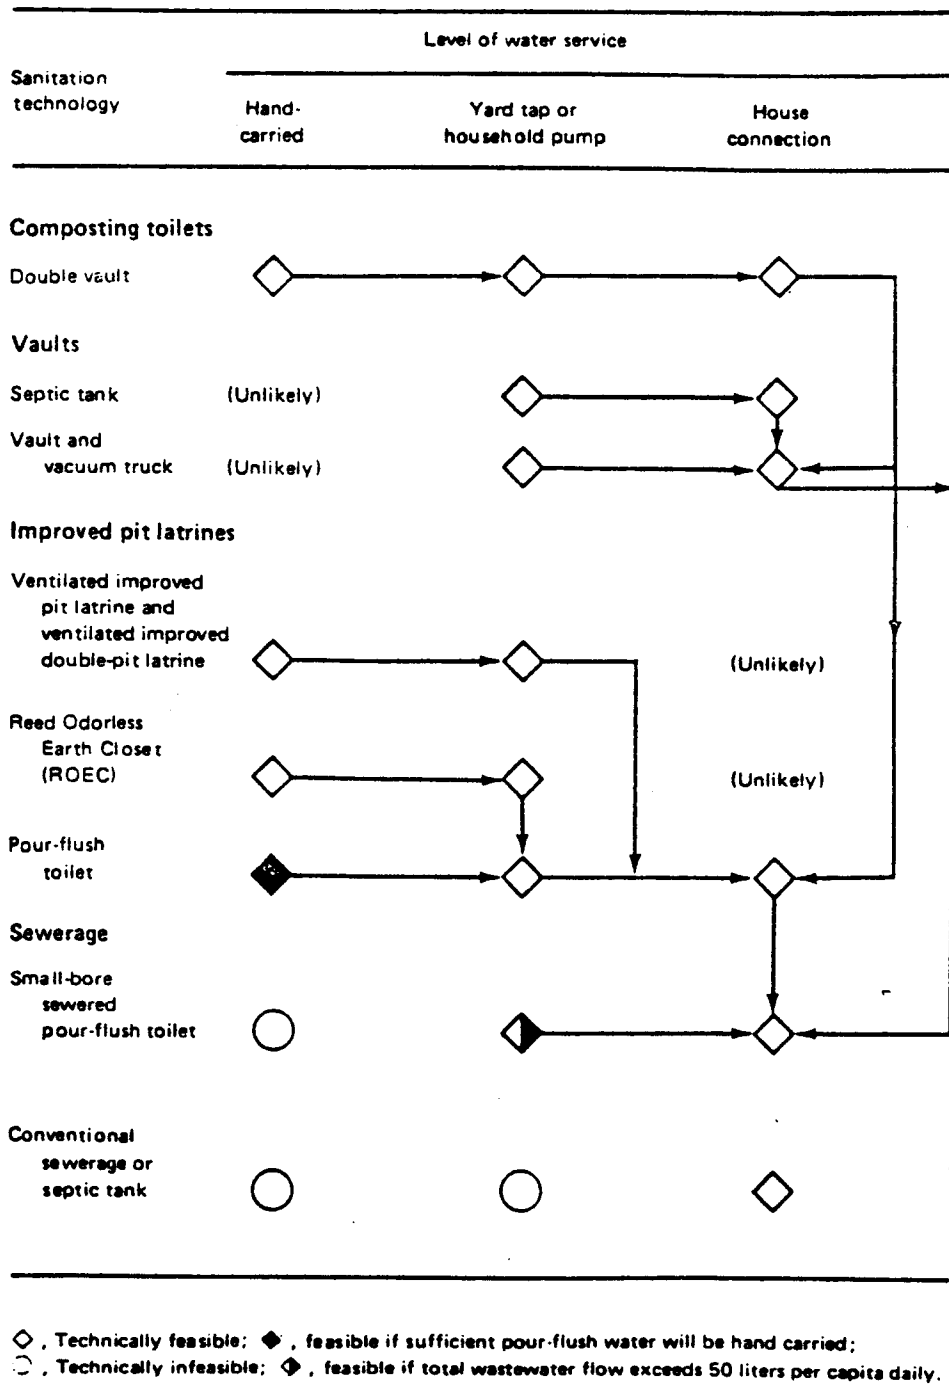 Level of water service
Sanitation
technology
Hand-
carried
Yard tap or
household pump
House
connection
Composting toilets
Double vault
Vaults
Septic tank (Unlikely)
Vault and
vacuum truck (Unlikely)
Improved pit latrines
Ventilated improved
pit latrine and
ventilated improved
double-pit latrine (Unlikely)
Reed Odorless
Earth Closet
(ROEC) (Unlikely)
Pour-flush
toilet
Sewerage
Small-bore
sewered
pour-flush toilet
Conventional
sewerage or
septic tank
, Technically feasible; , feasible if sufficient pour-flush water will be hand carried;
, Technically infeasible; , feasible if total wastewater flow exceeds 50 liters per capita daily.